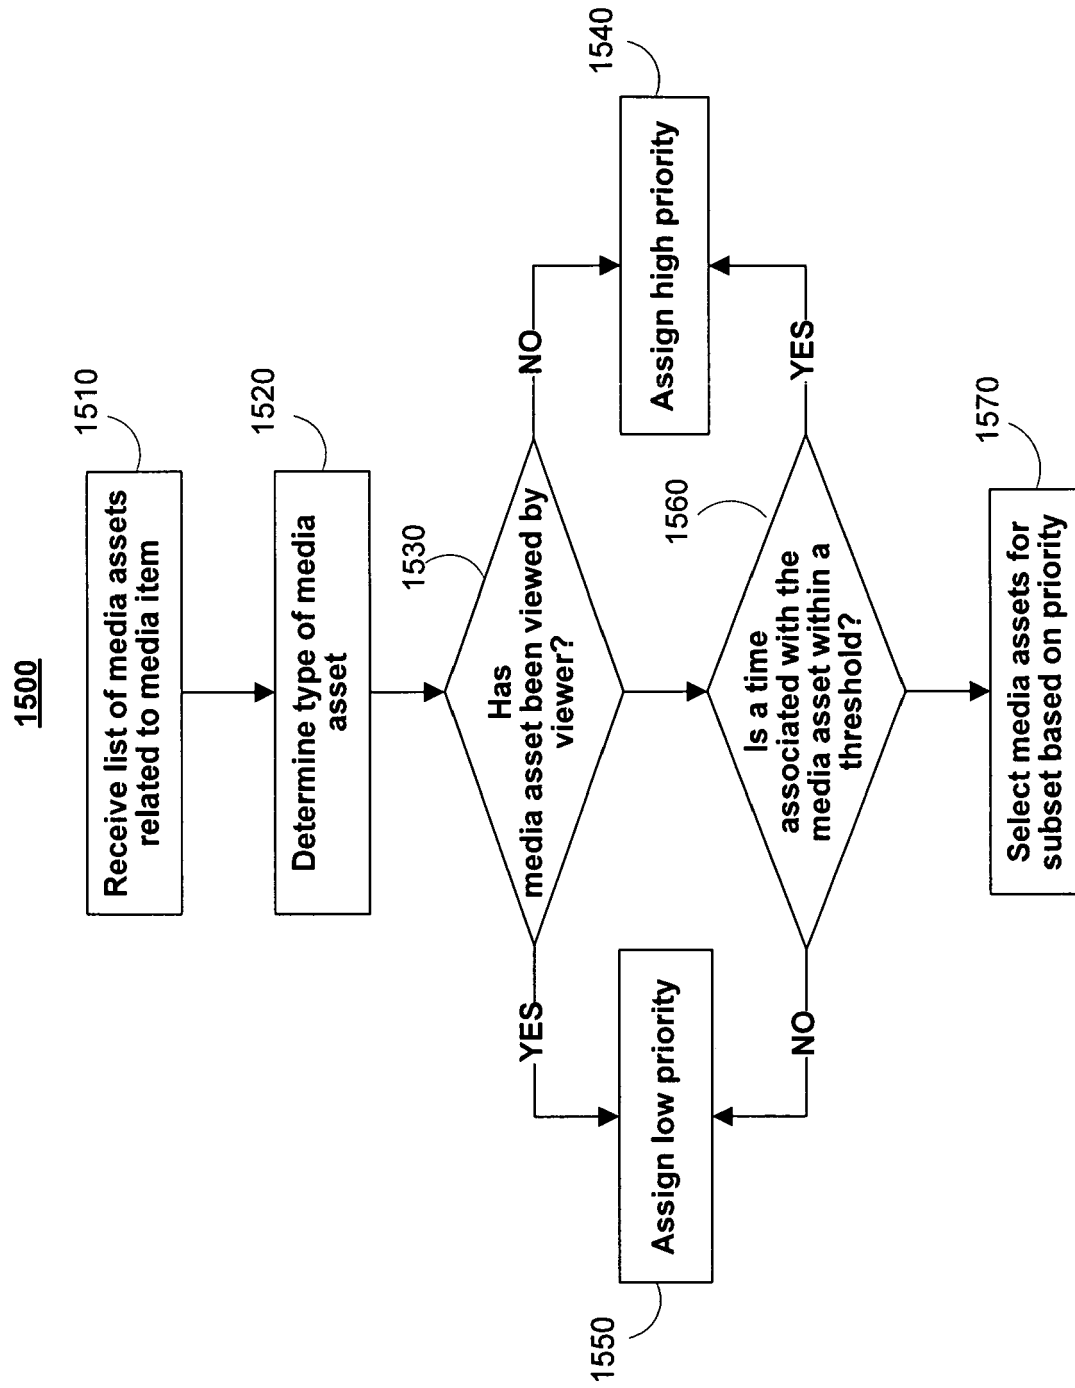 1500
1510
Receive list of media assets
related to media item
1520
Determine type of media
asset
1530
Has
media asset been viewed by
viewer?
YES
NO
1550
Assign low priority
1540
Assign high priority
1560
Is a time
associated with the
media asset within a
threshold?
NO
YES
1570
Select media assets for
subset based on priority